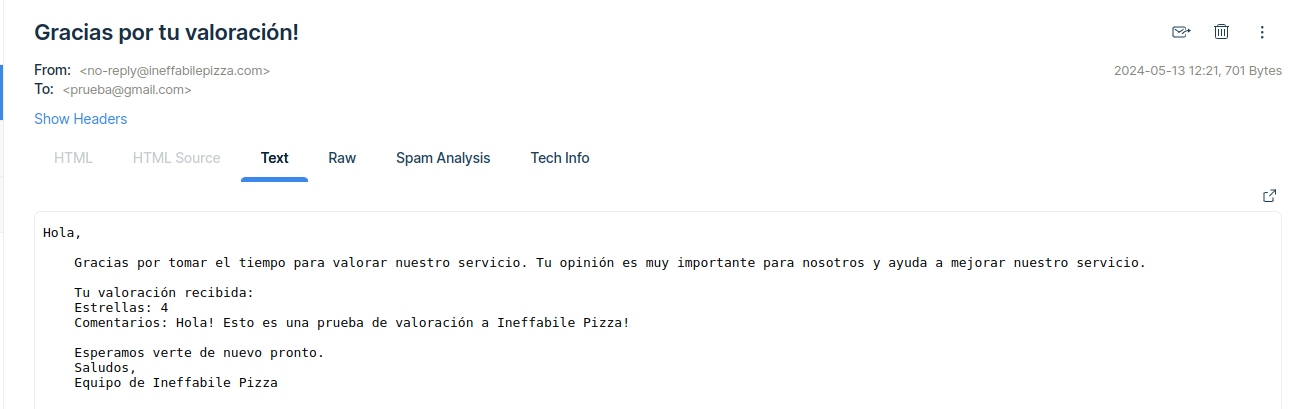 Gracias por tu valoración!
From: <no-reply@ineffabilepizza.com>
2024-05-13 12:21, 701 Bytes
To: <prueba@gmail.com>
Show Headers
HTML HTML Source Text Raw Spam Analysis Tech Info
Hola,
Gracias por tomar el tiempo para valorar nuestro servicio. Tu opinión es muy importante para nosotros y ayuda a mejorar nuestro servicio.
Tu valoración recibida:
Estrellas: 4
Comentarios: Hola! Esto es una prueba de valoración a Ineffabile Pizza!
Esperamos verte de nuevo pronto.
Saludos,
Equipo de Ineffabile Pizza